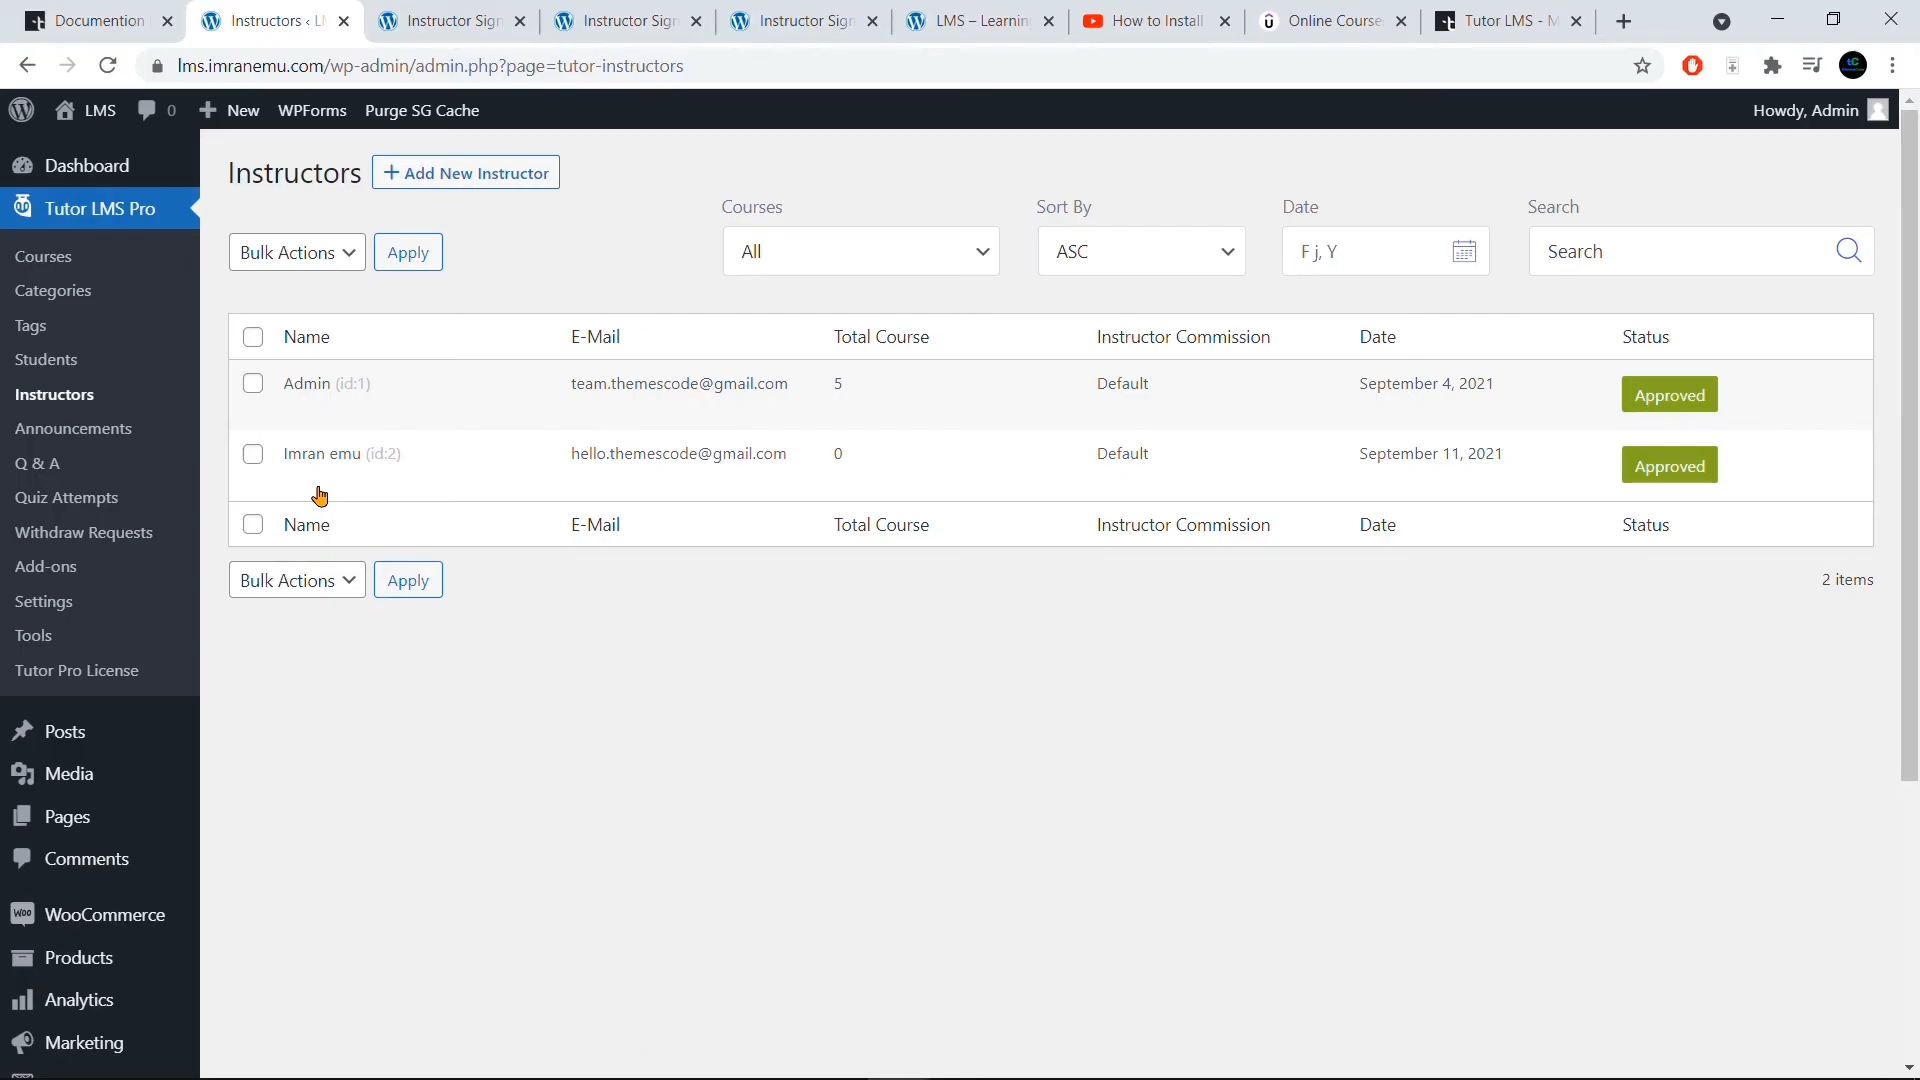 Documention
Instructors ‹ L
Instructor Sig
Instructor Sig
Instructor Sig
LMS – Learnin
How to Install
Online Course
Tutor LMS - M
lms.imranemu.com/wp-admin/admin.php?page=tutor-instructors
LMS 0 New WPForms Purge SG Cache Howdy, Admin
Dashboard
Tutor LMS Pro
Courses
Categories
Tags
Students
Instructors
Announcements
Q & A
Quiz Attempts
Withdraw Requests
Add-ons
Settings
Tools
Tutor Pro License
Posts
Media
Pages
Comments
WooCommerce
Products
Analytics
Marketing
Instructors + Add New Instructor
Courses Sort By Date Search
Bulk Actions Apply All ASC F j, Y Search
Name E-Mail Total Course Instructor Commission Date Status
Admin (id:1) team.themescode@gmail.com 5 Default September 4, 2021 Approved
Imran emu (id:2) hello.themescode@gmail.com 0 Default September 11, 2021 Approved
Name E-Mail Total Course Instructor Commission Date Status
Bulk Actions Apply 2 items